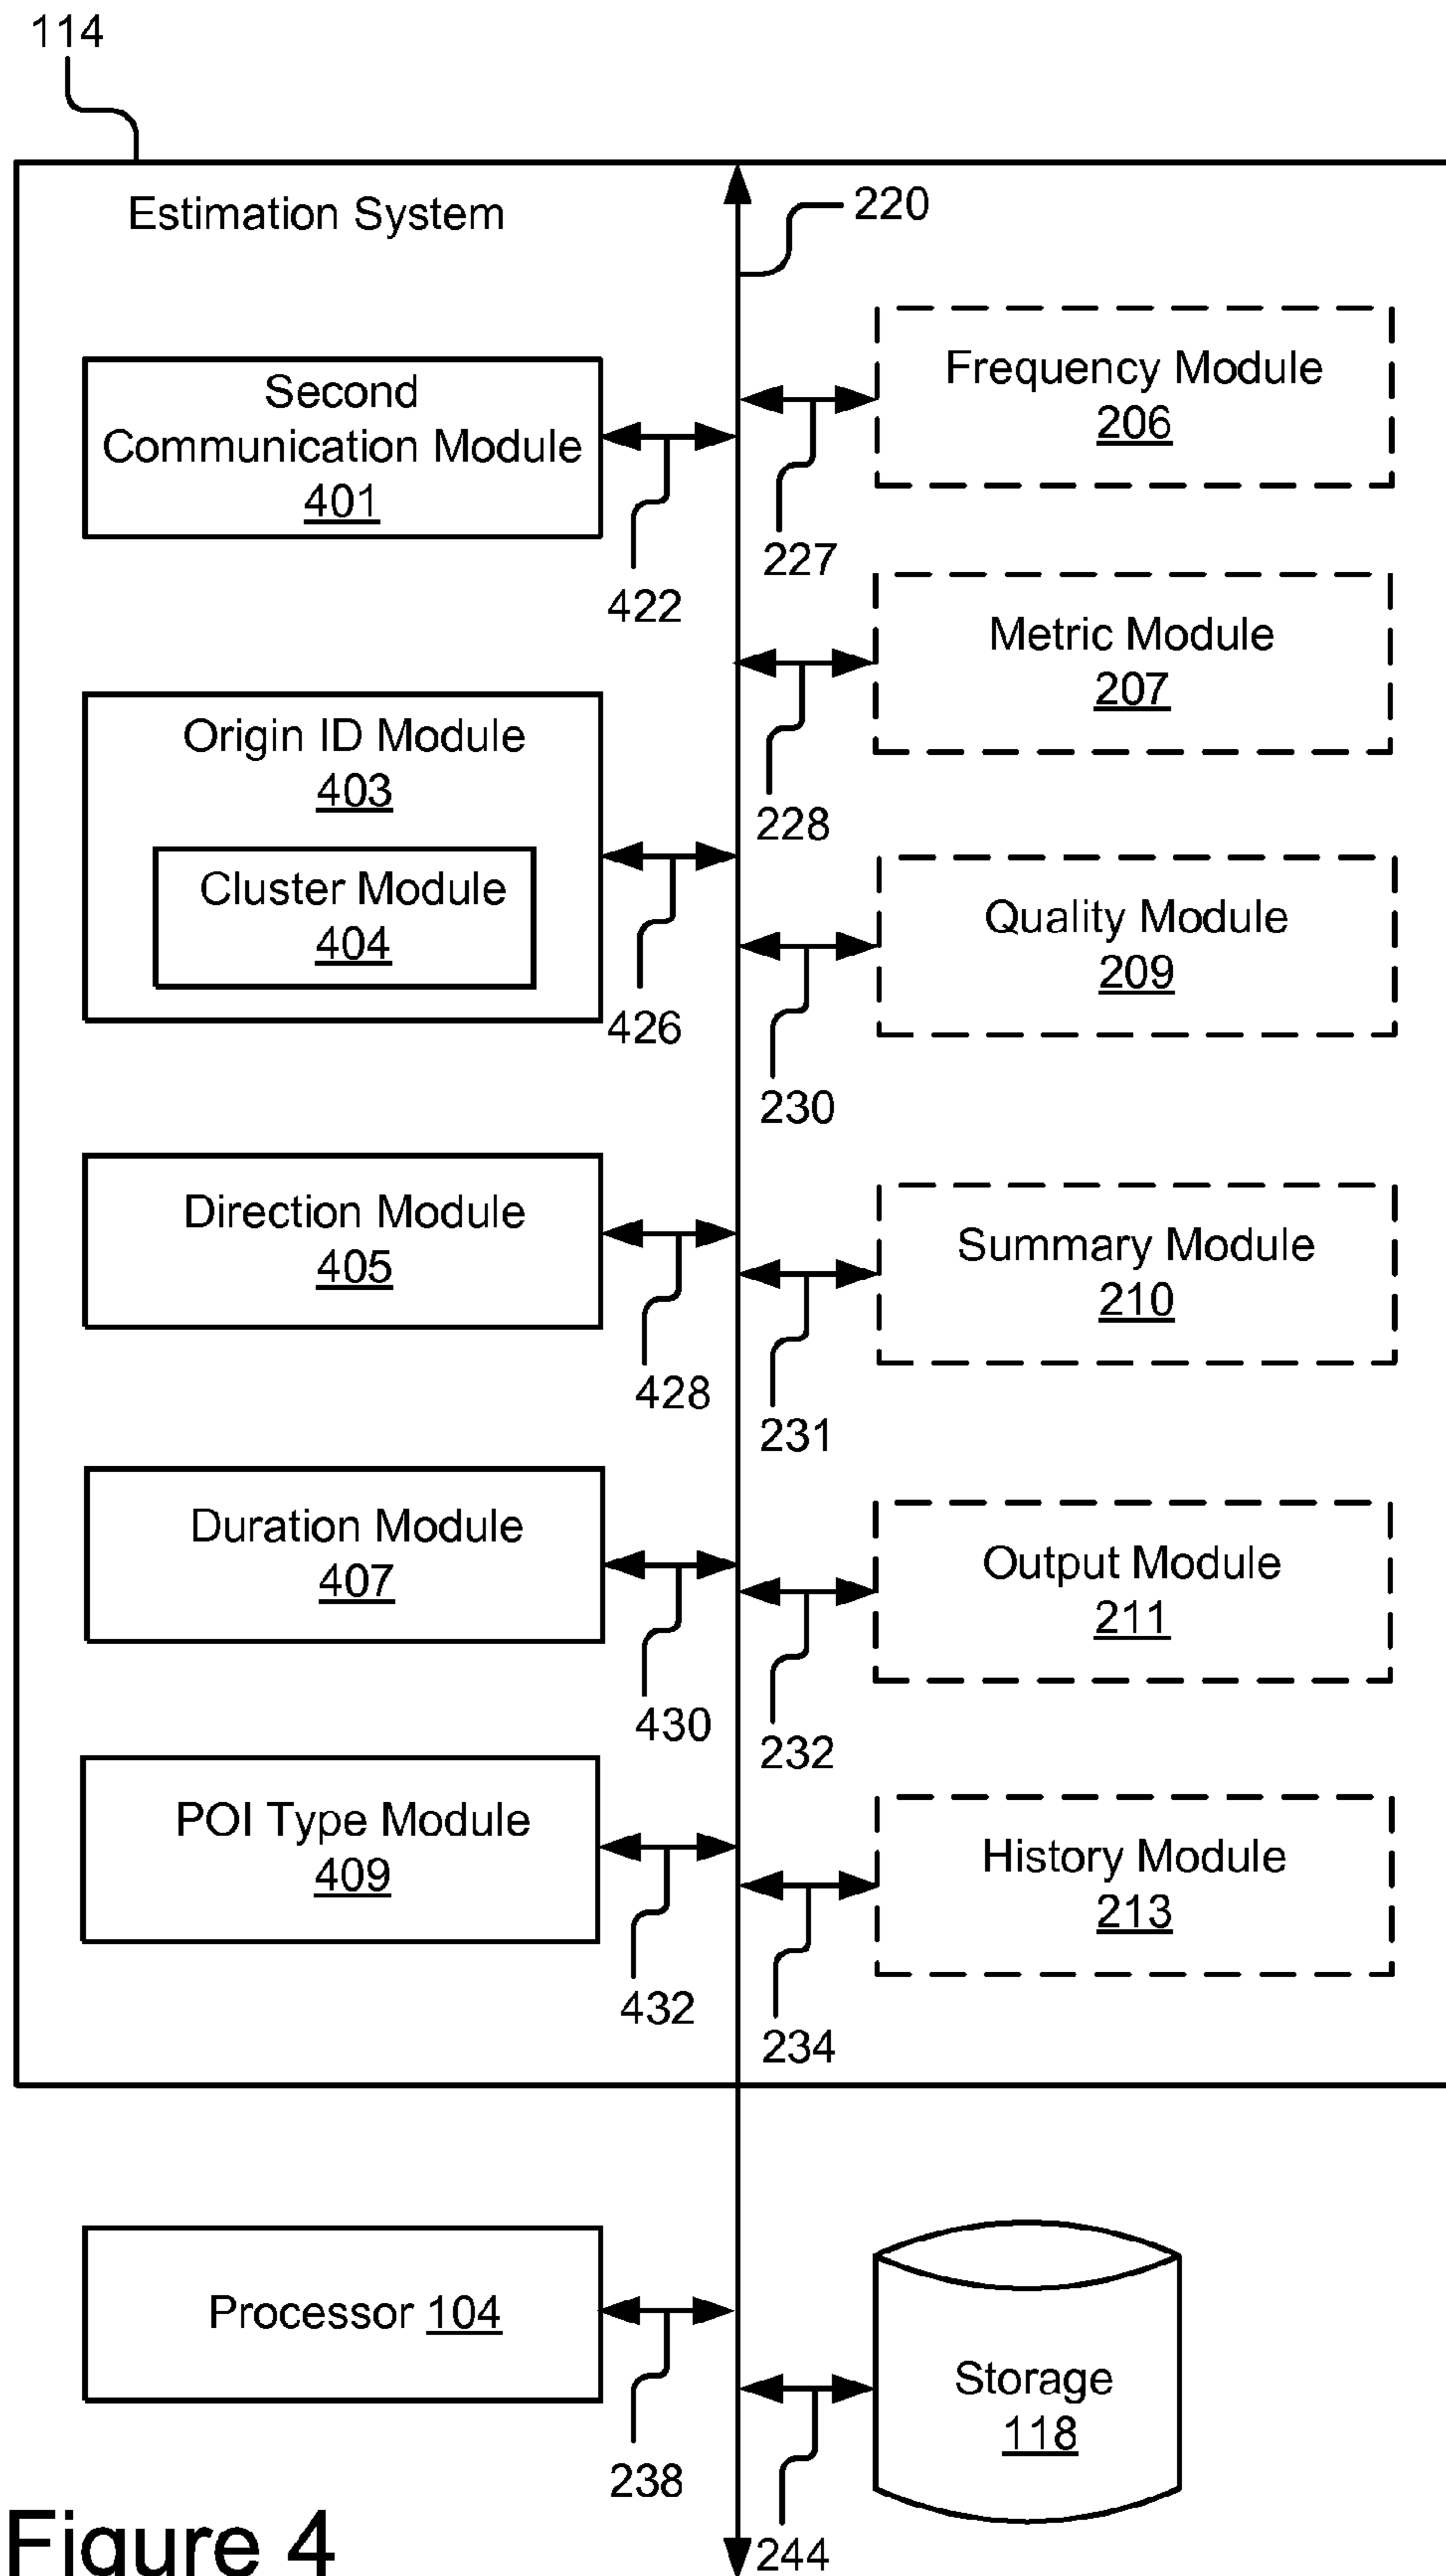 114
Estimation System
220
Second
Communication Module
401
422
Frequency Module
206
227
Metric Module
207
228
Origin ID Module
403
Cluster Module
404
426
Quality Module
209
230
Direction Module
405
428
Summary Module
210
231
Duration Module
407
430
Output Module
211
232
POI Type Module
409
432
History Module
213
234
Processor 104
238
Storage
118
244
Figure 4